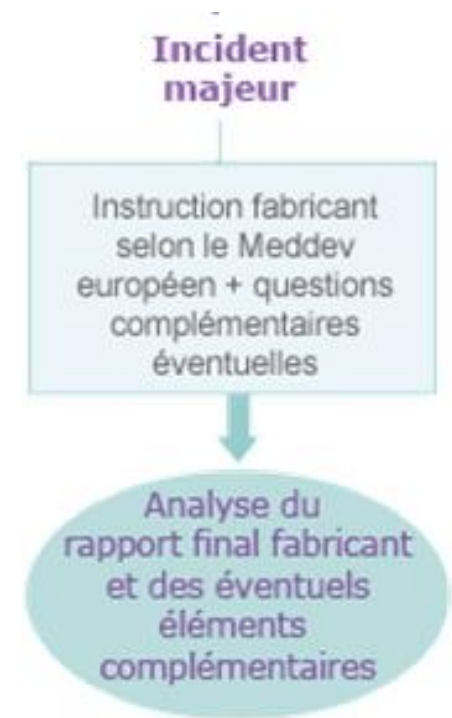 Incident
majeur
Instruction fabricant
selon le Meddev
européen + questions
complémentaires
éventuelles
Analyse du
rapport final fabricant
et des éventuels
éléments
complémentaires